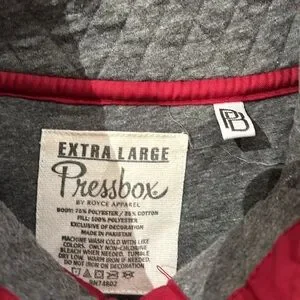 EXTRA LARGE
Pressbox
BY ROYCE APPAREL
BODY: 75% POLYESTER / 25% COTTON
FILL: 100% POLYESTER
EXCLUSIVE OF DECORATION
MADE IN PAKISTAN
MACHINE WASH COLD WITH LIKE
COLORS. ONLY NON-CHLORINE
BLEACH WHEN NEEDED. TUMBLE
DRY LOW. WARM IRON IF NEEDED.
DO NOT IRON ON DECORATION
RN74802
PB